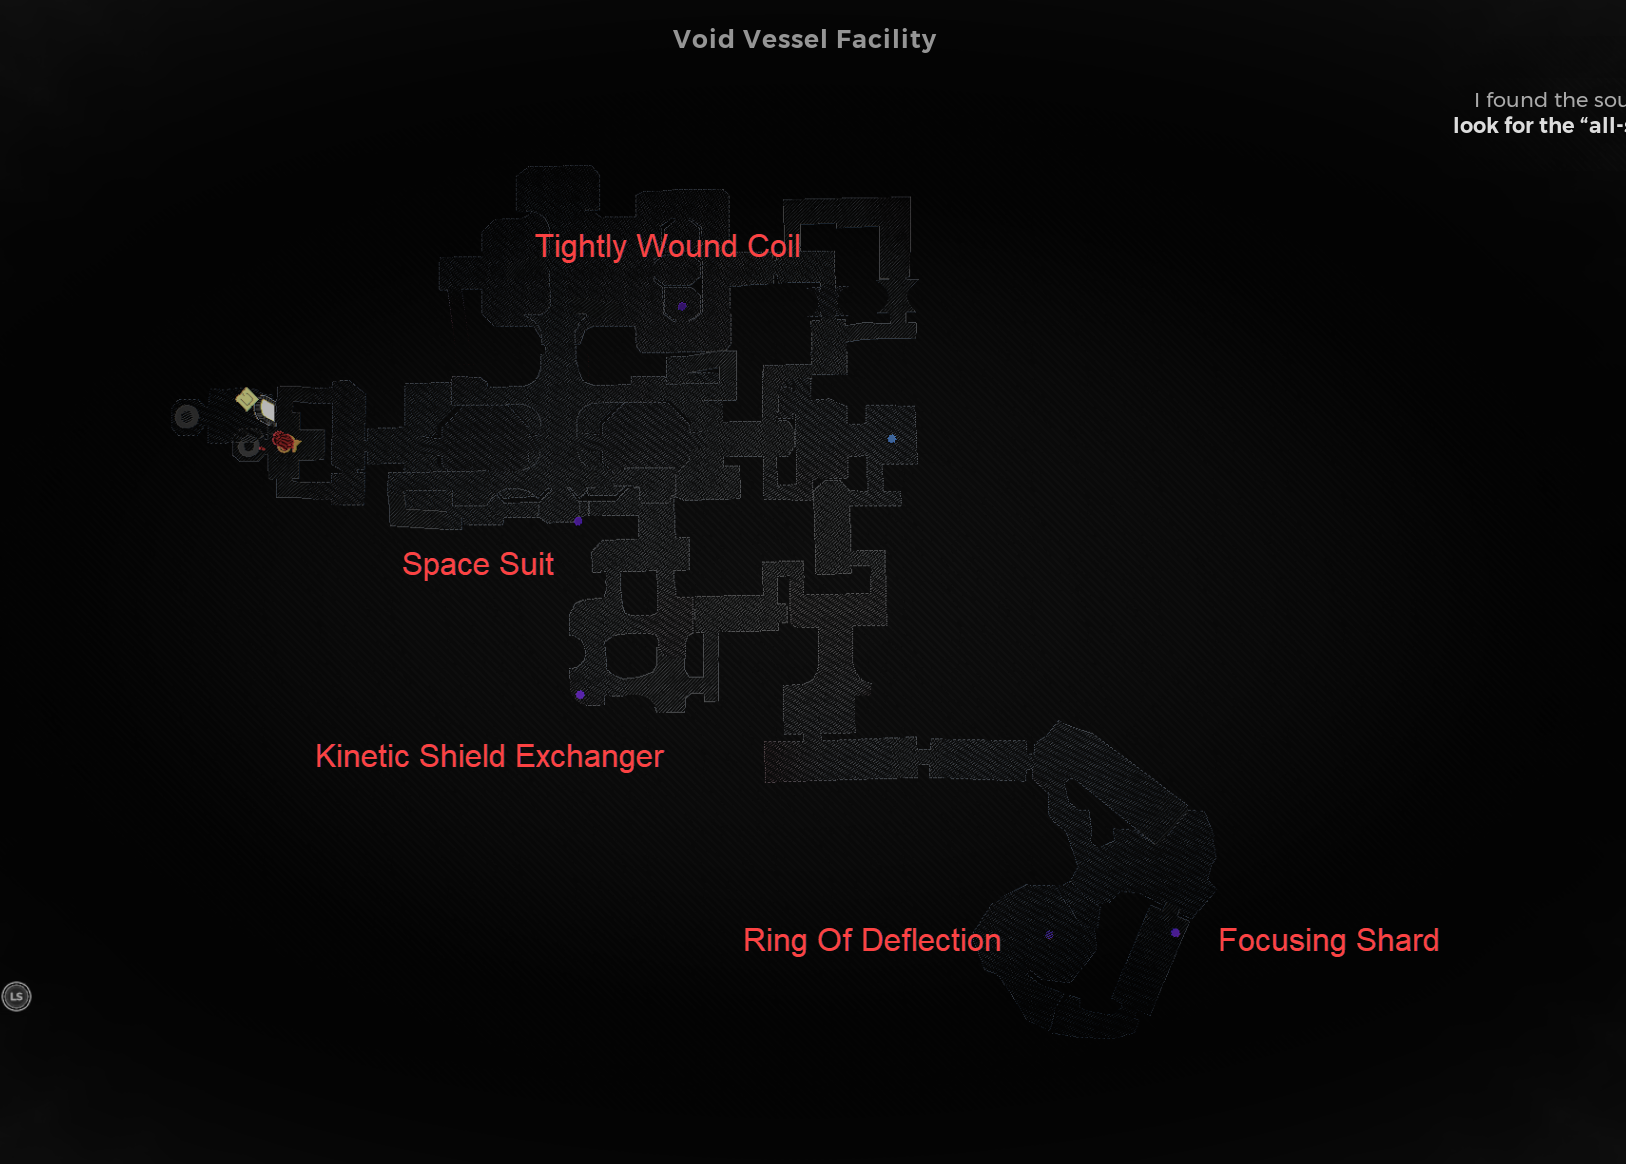 Void Vessel Facility
I found the sou
look for the “all-s
Tightly Wound Coil
Space Suit
Kinetic Shield Exchanger
Ring Of Deflection
Focusing Shard
LS